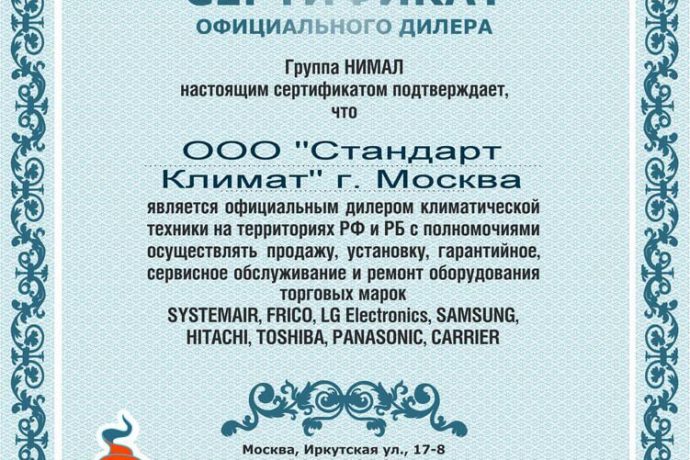 СЕРТИФИКАТ
ОФИЦИАЛЬНОГО ДИЛЕРА
Группа НИМАЛ
настоящим сертификатом подтверждает,
что
ООО "Стандарт
Климат" г. Москва
является официальным дилером климатической
техники на территориях РФ и РБ с полномочиями
осуществлять продажу, установку, гарантийное,
сервисное обслуживание и ремонт оборудования
торговых марок
SYSTEMAIR, FRICO, LG Electronics, SAMSUNG,
HITACHI, TOSHIBA, PANASONIC, CARRIER
Москва, Иркутская ул., 17-8